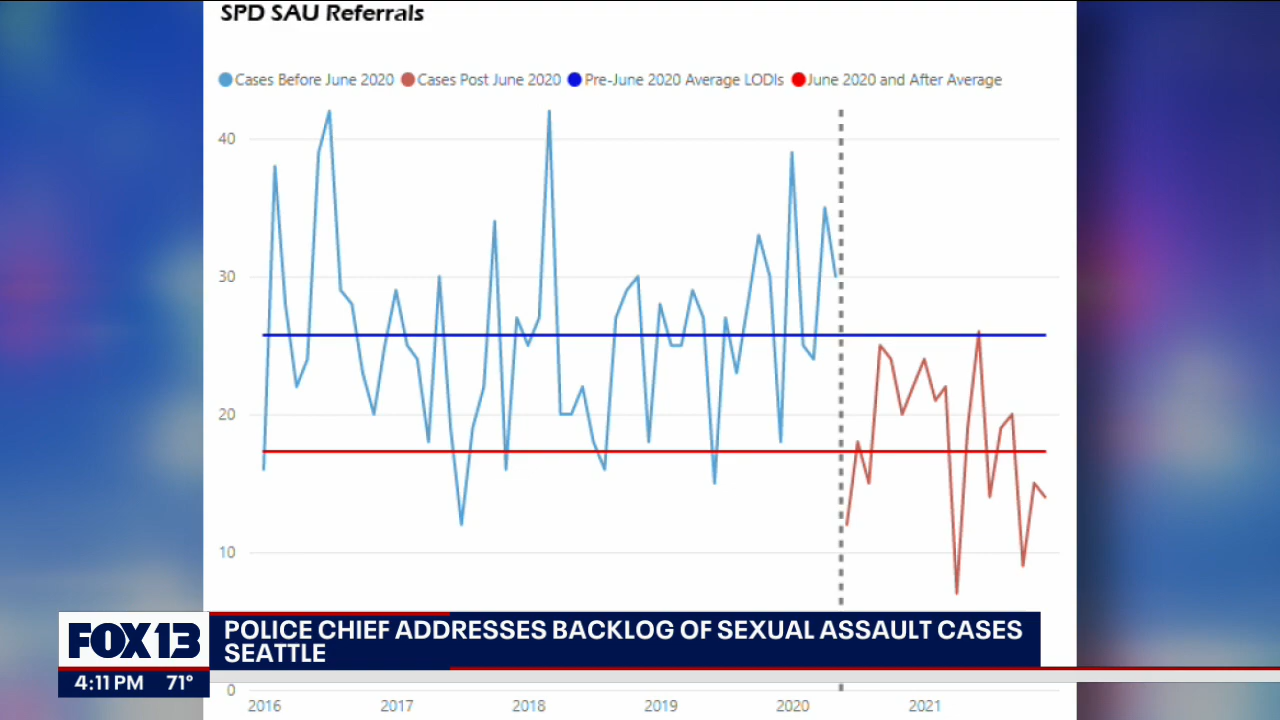 SPD SAU Referrals
Cases Before June 2020 Cases Post June 2020 Pre-June 2020 Average LODIs June 2020 and After Average
40
30
20
10
0
2016 2017 2018 2019 2020 2021
FOX 13
POLICE CHIEF ADDRESSES BACKLOG OF SEXUAL ASSAULT CASES
SEATTLE
4:11 PM 71°